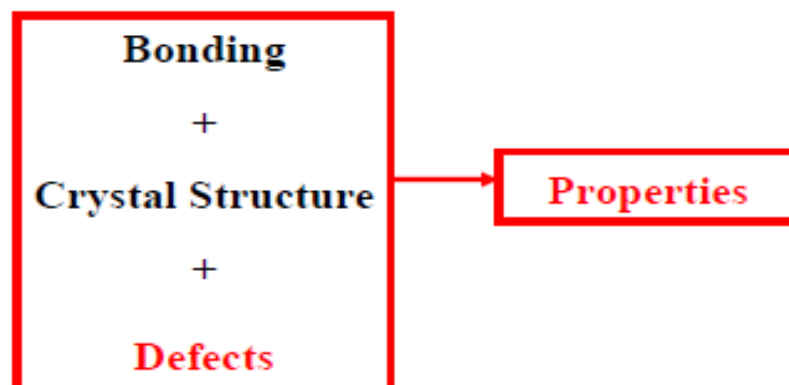 Bonding
+
Crystal Structure
+
Defects
Properties